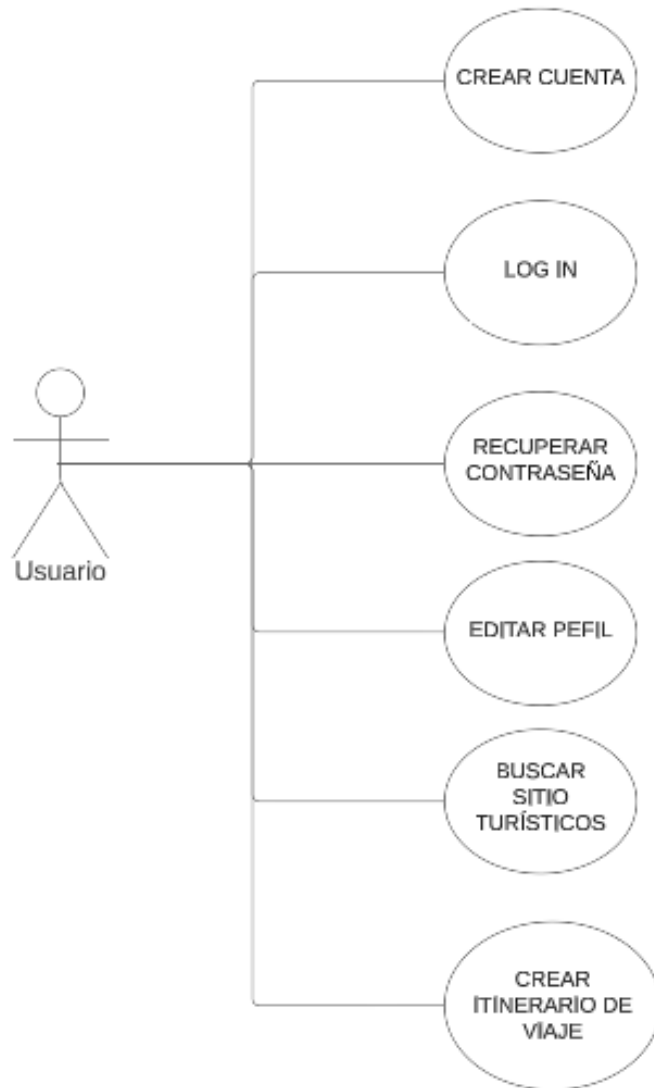 CREAR CUENTA
LOG IN
RECUPERAR
CONTRASEÑA
Usuario
EDITAR PEFIL
BUSCAR
SITIO
TURÍSTICOS
CREAR
ITINERARIO DE
VIAJE